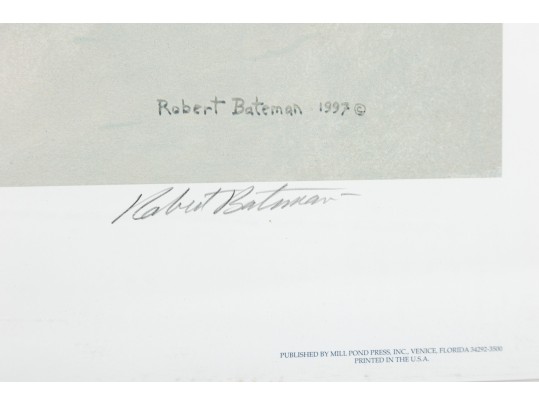 Robert Bateman 1997 ©
Robert Bateman
PUBLISHED BY MILL POND PRESS, INC., VENICE, FLORIDA 34292-3500
PRINTED IN THE U.S.A.